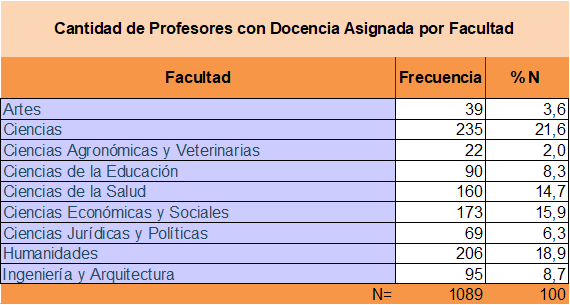 Cantidad de Profesores con Docencia Asignada por Facultad
Facultad Frecuencia % N
Artes 39 3,6
Ciencias 235 21,6
Ciencias Agronómicas y Veterinarias 22 2,0
Ciencias de la Educación 90 8,3
Ciencias de la Salud 160 14,7
Ciencias Económicas y Sociales 173 15,9
Ciencias Jurídicas y Políticas 69 6,3
Humanidades 206 18,9
Ingeniería y Arquitectura 95 8,7
N= 1089 100